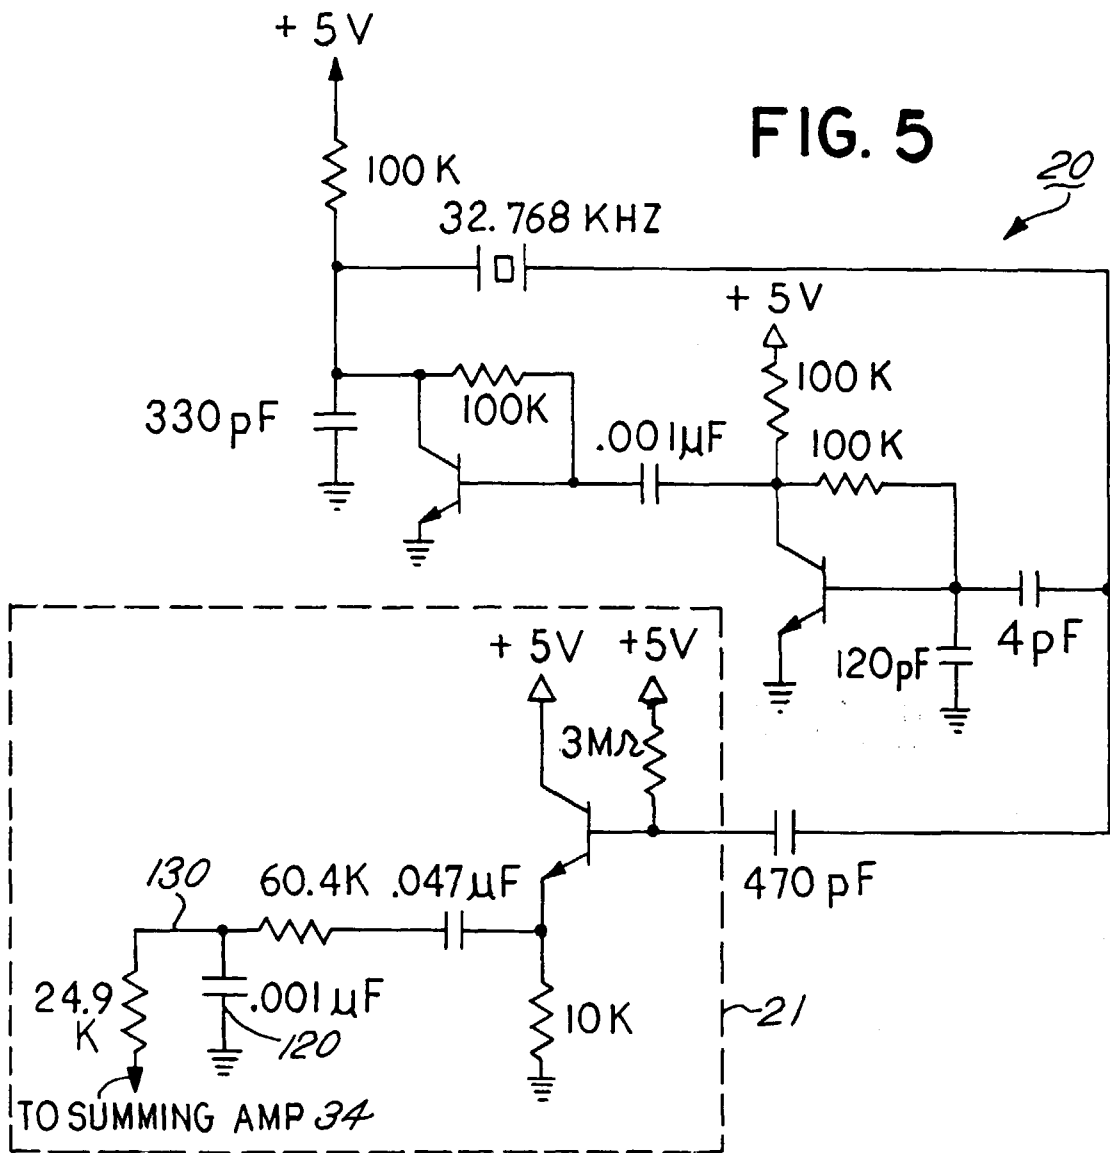 + 5V
FIG. 5
100 K
20
32.768 KHZ
+ 5V
100 K
330 pF
100K
.001µF
100 K
+ 5V
+5V
120pF
4pF
3MΩ
130
60.4K
.047µF
470 pF
24.9
K
.001µF
120
10K
21
TO SUMMING AMP 34